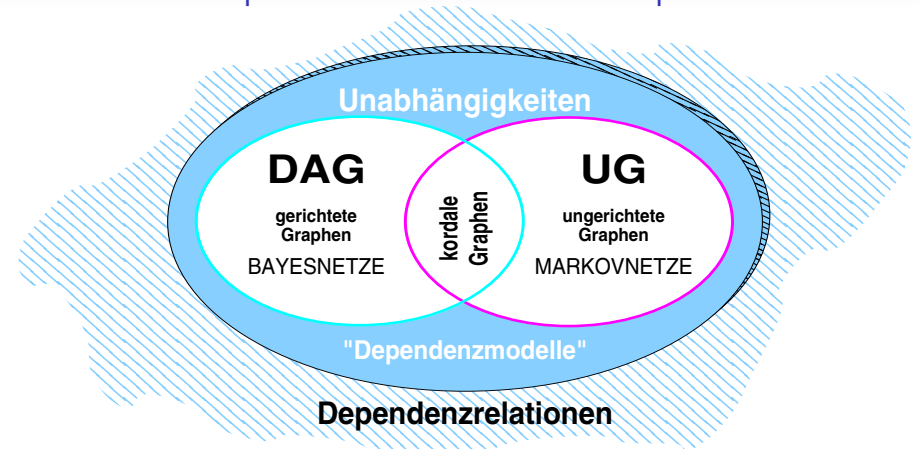 Unabhängigkeiten
DAG
gerichtete
Graphen
BAYESNETZE
kordale
Graphen
UG
ungerichtete
Graphen
MARKOVNETZE
"Dependenzmodelle"
Dependenzrelationen